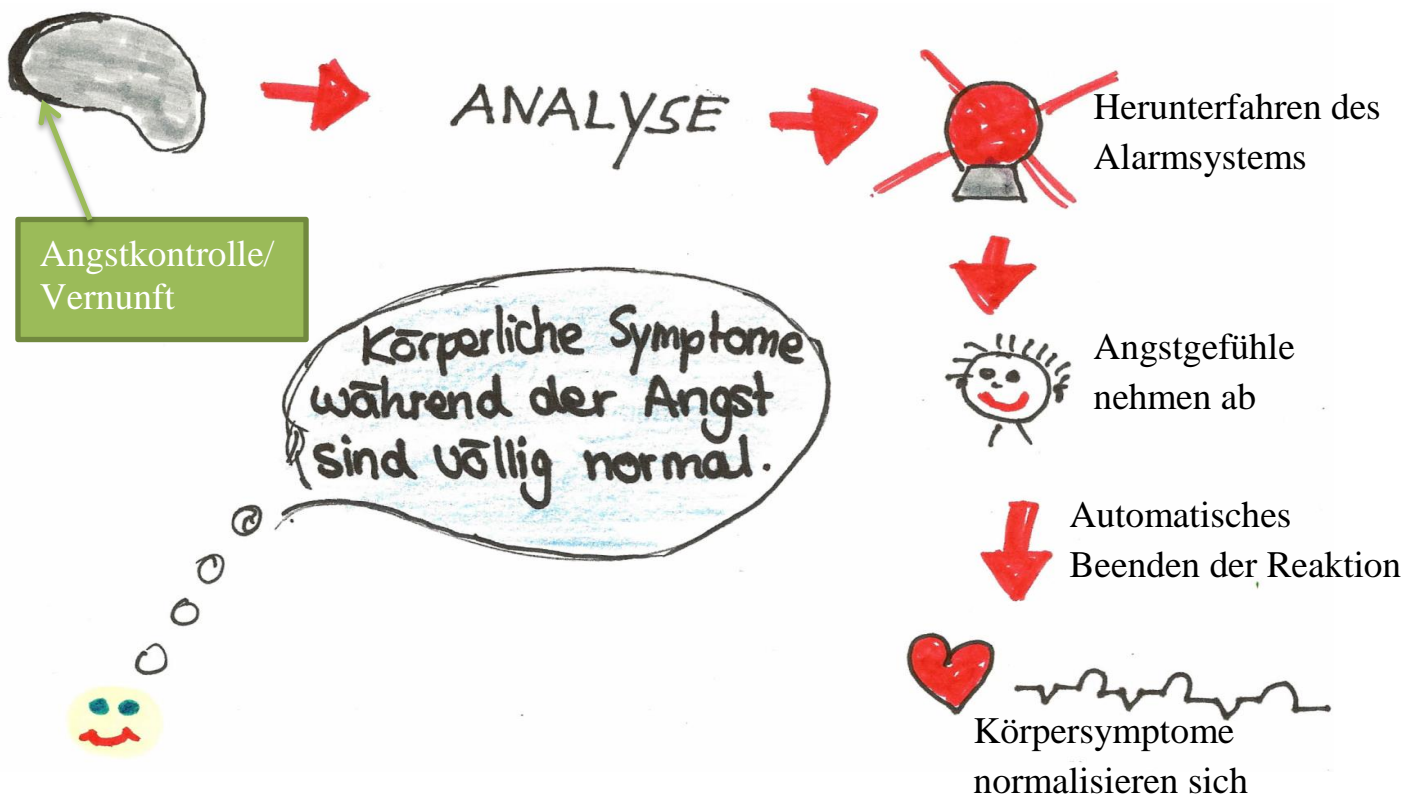 ANALYSE
Herunterfahren des
Alarmsystems
Angstkontrolle/
Vernunft
Körperliche Symptome
während der Angst
sind völlig normal.
Angstgefühle
nehmen ab
Automatisches
Beenden der Reaktion
Körpersymptome
normalisieren sich